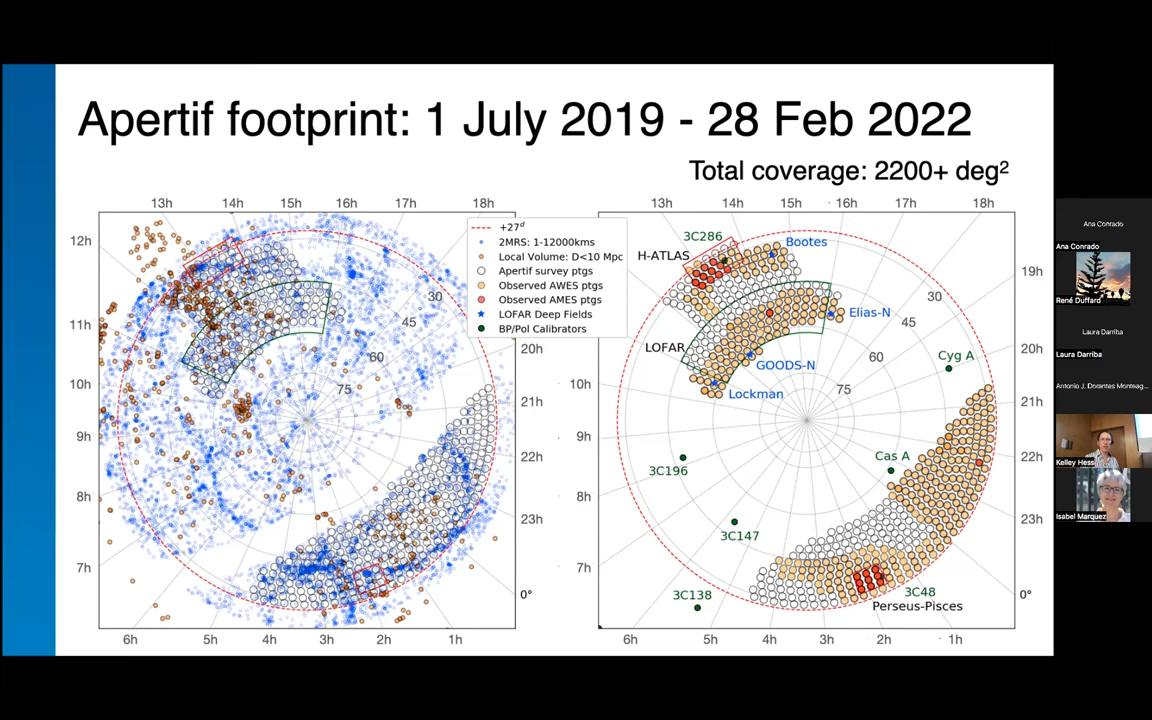 Apertif footprint: 1 July 2019 - 28 Feb 2022
Total coverage: 2200+ deg²
13h 14h 15h 16h 17h 18h
12h
11h
10h
9h
8h
7h
6h 5h 4h 3h 2h 1h
30
45
60
75
+27d
2MRS: 1-12000kms
Local Volume: D<10 Mpc
Apertif survey ptgs
Observed AWES ptgs
Observed AMES ptgs
LOFAR Deep Fields
BP/Pol Calibrators
20h
21h
22h
23h
0°
13h 14h 15h 16h 17h 18h
19h
20h
21h
22h
23h
0°
10h
9h
8h
7h
6h 5h 4h 3h 2h 1h
30
45
60
75
3C286
H-ATLAS
Bootes
LOFAR
Elias-N
GOODS-N
Lockman
Cyg A
Cas A
3C196
3C147
3C138
3C48
Perseus-Pisces
Ana Conrado
Ana Conrado
René Duffard
Laura Darriba
Laura Darriba
Antonio J. Dorantes Monteag...
Kelley Hess
Isabel Marquez